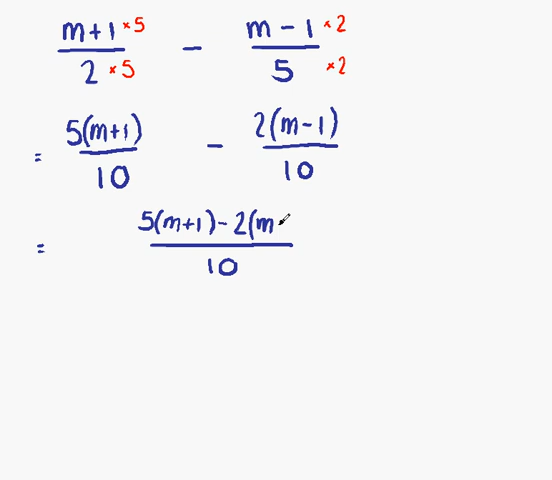 m+1 ×5 / 2 ×5 − m−1 ×2 / 5 ×2
= 5(m+1) / 10 − 2(m−1) / 10
= 5(m+1)−2(m / 10